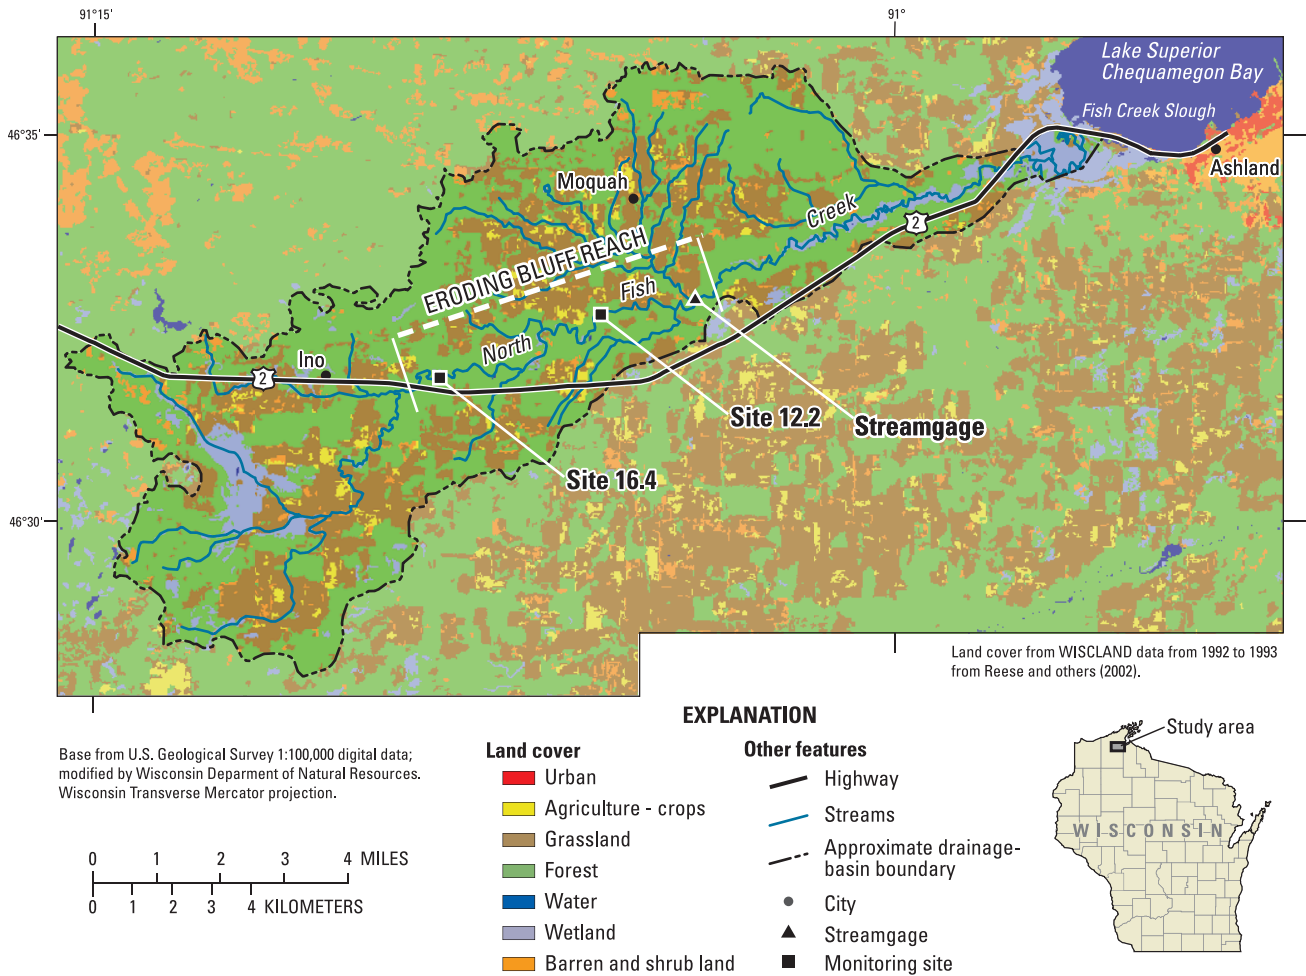 91°15'
91°
46°35'
46°30'
Lake Superior
Chequamegon Bay
Fish Creek Slough
Ashland
Moquah
Creek
2
ERODING BLUFF REACH
Fish
North
Ino
2
Site 12.2
Streamgage
Site 16.4
Land cover from WISCLAND data from 1992 to 1993
from Reese and others (2002).
Base from U.S. Geological Survey 1:100,000 digital data;
modified by Wisconsin Deparment of Natural Resources.
Wisconsin Transverse Mercator projection.
0 1 2 3 4 MILES
0 1 2 3 4 KILOMETERS
EXPLANATION
Land cover
Urban
Agriculture - crops
Grassland
Forest
Water
Wetland
Barren and shrub land
Other features
Highway
Streams
Approximate drainage-
basin boundary
City
Streamgage
Monitoring site
Study area
WISCONSIN